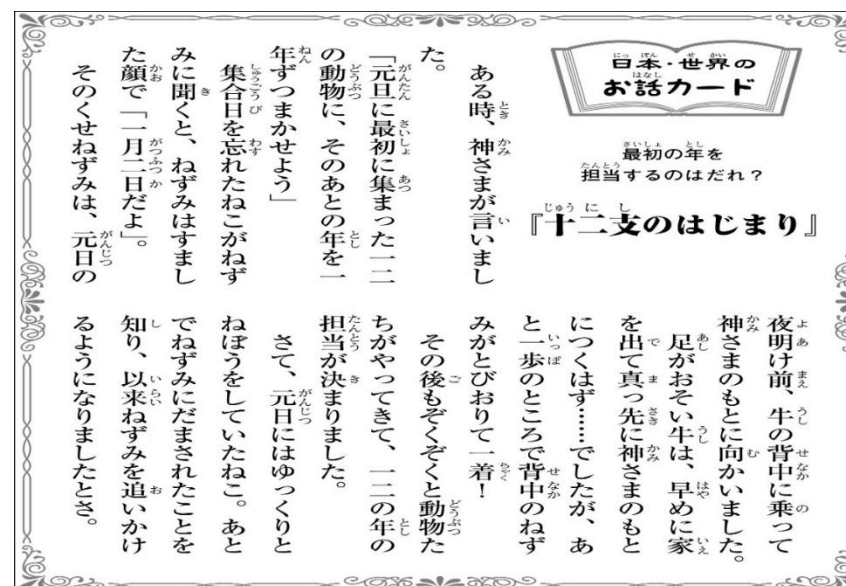 日本・世界の
お話カード
最初の年を
担当するのはだれ？
『十二支のはじまり』
ある時、神さまが言いまし
た。
「元旦に最初に集まった一二
の動物に、そのあとの年を一
年ずつまかせよう」
集合日を忘れたねこがねず
みに聞くと、ねずみはすまし
た顔で「一月二日だよ」。
そのくせねずみは、元日の
夜明け前、牛の背中に乗って
神さまのもとに向かいました。
足がおそい牛は、早めに家
を出て真っ先に神さまのもと
につくはず……でしたが、あ
と一歩のところで背中のねず
みがとびおりて一着！
その後もぞくぞくと動物た
ちがやってきて、一二の年の
担当が決まりました。
さて、元日にはゆっくりと
ねぼうをしていたねこ。あと
でねずみにだまされたことを
知り、以来ねずみを追いかけ
るようになりましたとさ。